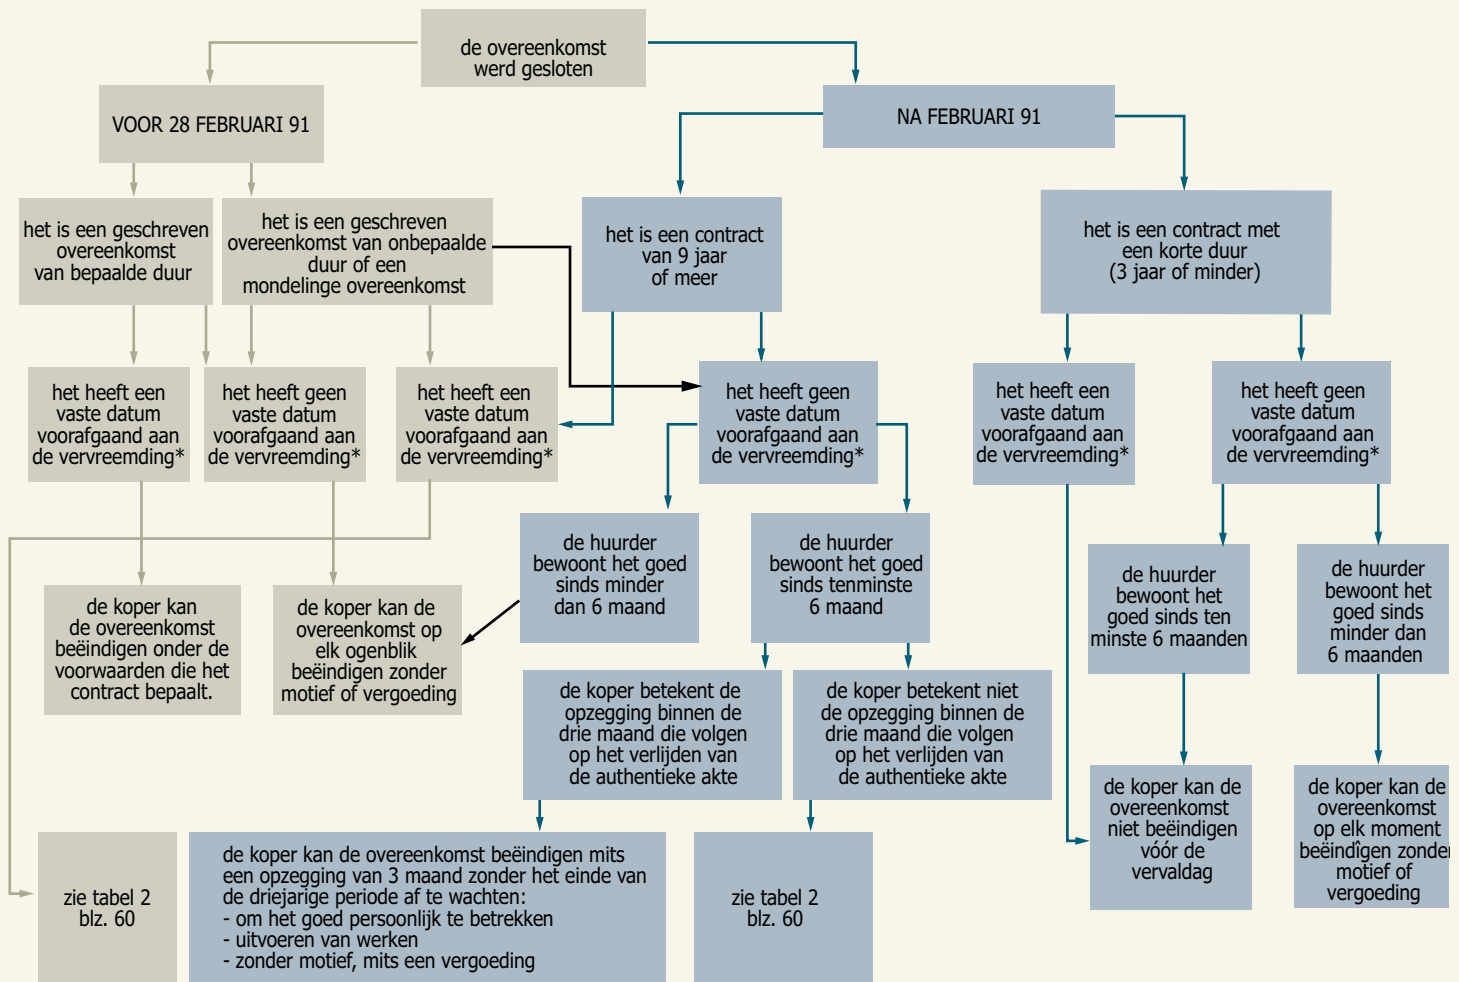 de overeenkomst
werd gesloten
VOOR 28 FEBRUARI 91
NA FEBRUARI 91
het is een geschreven
overeenkomst
van bepaalde duur
het is een geschreven
overeenkomst van onbepaalde
duur of een
mondelinge overeenkomst
het is een contract
van 9 jaar
of meer
het is een contract met
een korte duur
(3 jaar of minder)
het heeft een
vaste datum
voorafgaand aan
de vervreemding*
het heeft geen
vaste datum
voorafgaand aan
de vervreemding*
het heeft een
vaste datum
voorafgaand aan
de vervreemding*
het heeft geen
vaste datum
voorafgaand aan
de vervreemding*
het heeft een
vaste datum
voorafgaand aan
de vervreemding*
het heeft geen
vaste datum
voorafgaand aan
de vervreemding*
de huurder
bewoont het goed
sinds minder
dan 6 maand
de huurder
bewoont het goed
sinds tenminste
6 maand
de huurder
bewoont het
goed sinds ten
minste 6 maanden
de huurder
bewoont het
goed sinds
minder dan
6 maanden
de koper kan
de overeenkomst
beëindigen onder de
voorwaarden die het
contract bepaalt.
de koper kan de
overeenkomst op
elk ogenblik
beëindigen zonder
motief of vergoeding
de koper betekent de
opzegging binnen de
drie maand die volgen
op het verlijden van
de authentieke akte
de koper betekent niet
de opzegging binnen de
drie maand die volgen
op het verlijden van
de authentieke akte
de koper kan de
overeenkomst
niet beëindigen
vóór de
vervaldag
de koper kan de
overeenkomst
op elk moment
beëindigen zonder
motief of
vergoeding
zie tabel 2
blz. 60
de koper kan de overeenkomst beëindigen mits
een opzegging van 3 maand zonder het einde van
de driejarige periode af te wachten:
- om het goed persoonlijk te betrekken
- uitvoeren van werken
- zonder motief, mits een vergoeding
zie tabel 2
blz. 60